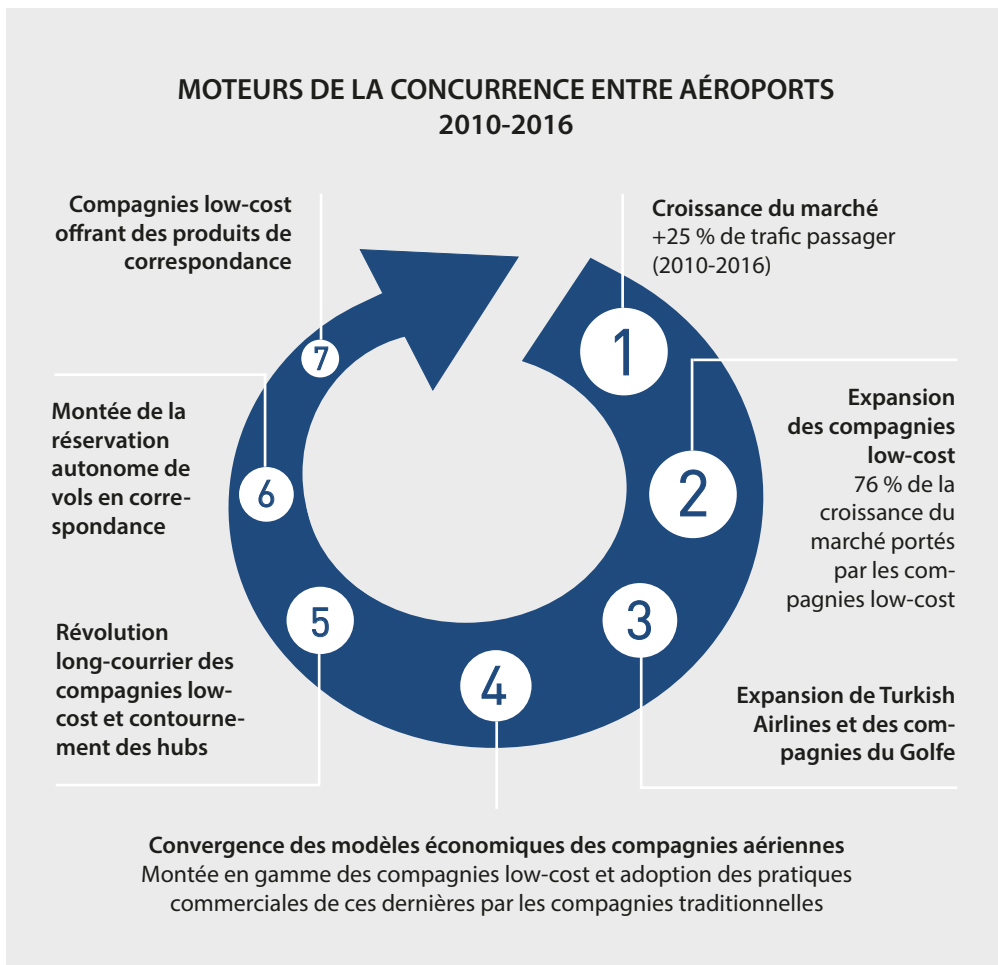 MOTEURS DE LA CONCURRENCE ENTRE AÉROPORTS
2010-2016
1
Croissance du marché
+25 % de trafic passager
(2010-2016)
2
Expansion
des compagnies
low-cost
76 % de la
croissance du
marché portés
par les com-
pagnies low-cost
3
Expansion de Turkish
Airlines et des com-
pagnies du Golfe
4
Convergence des modèles économiques des compagnies aériennes
Montée en gamme des compagnies low-cost et adoption des pratiques
commerciales de ces dernières par les compagnies traditionnelles
5
Révolution
long-courrier des
compagnies low-
cost et contourne-
ment des hubs
6
Montée de la
réservation
autonome de
vols en corre-
spondance
7
Compagnies low-cost
offrant des produits de
correspondance